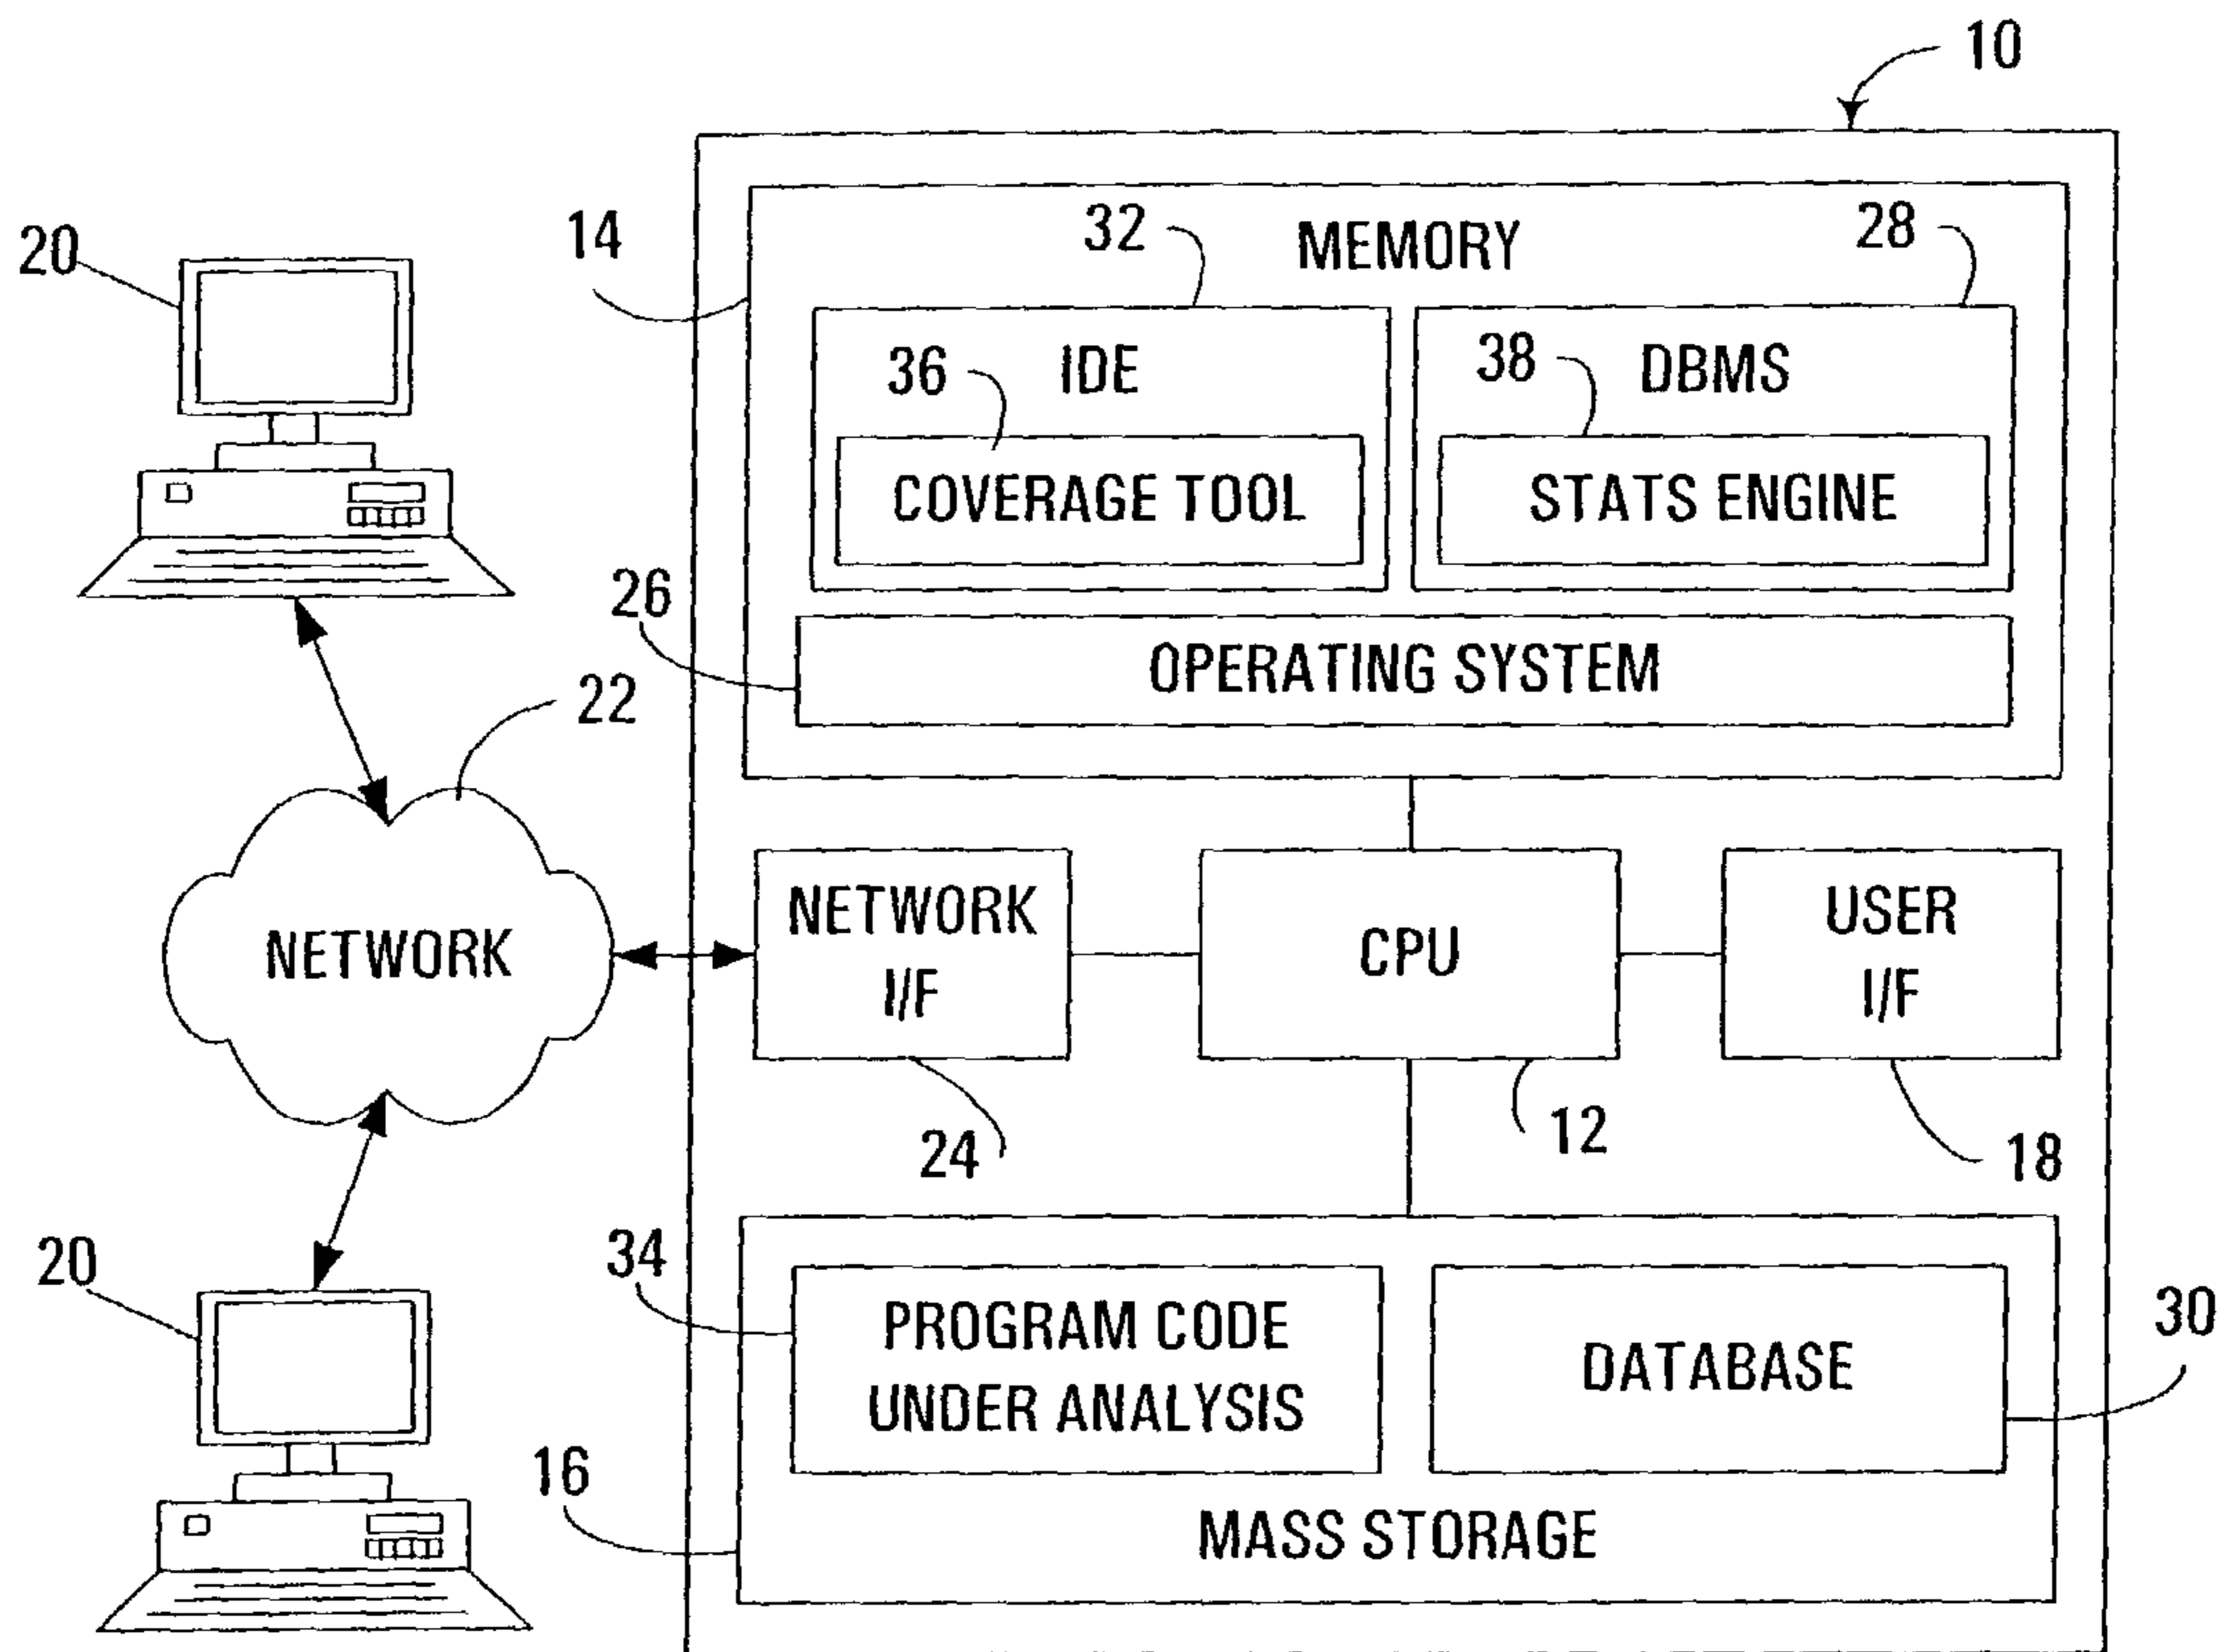 10
20
14
32
MEMORY
28
36
IDE
38
DBMS
COVERAGE TOOL
STATS ENGINE
26
OPERATING SYSTEM
22
NETWORK
NETWORK
I/F
CPU
USER
I/F
24
12
18
20
34
PROGRAM CODE
UNDER ANALYSIS
DATABASE
30
16
MASS STORAGE